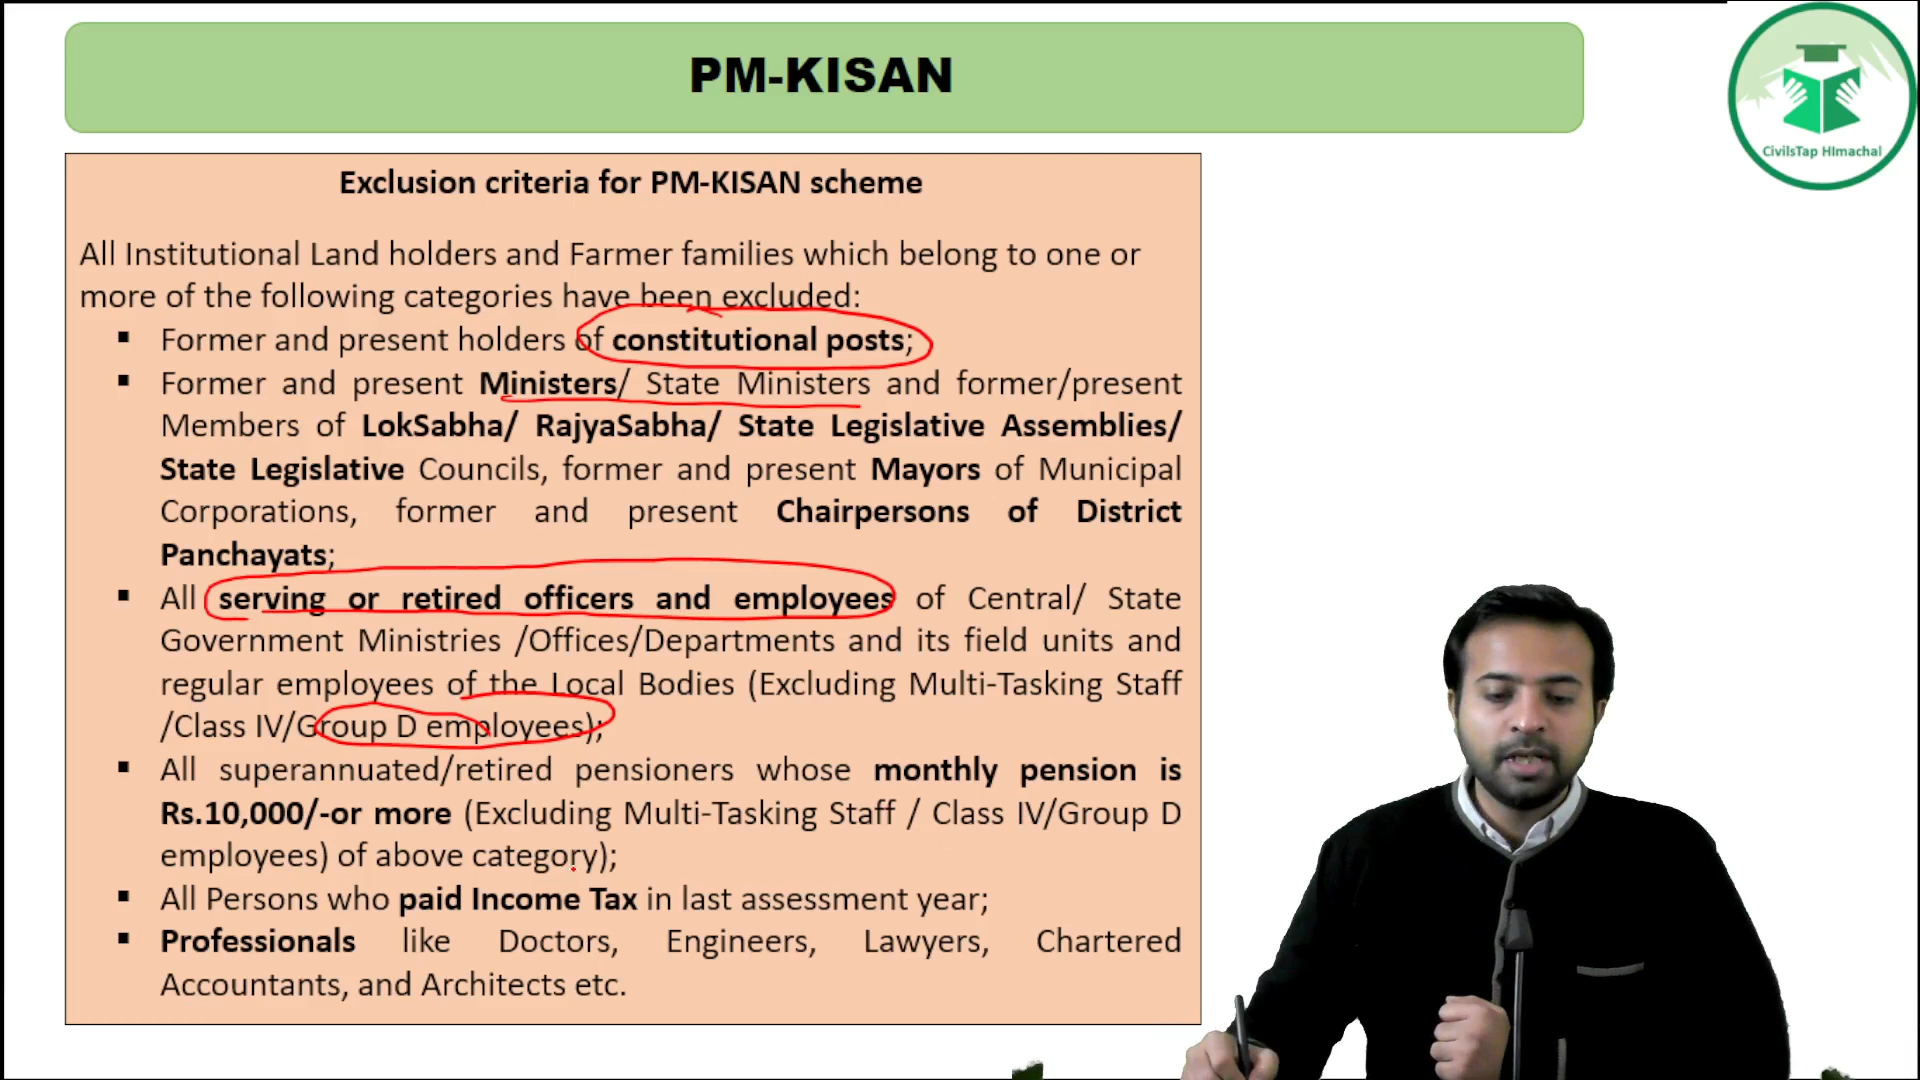 PM-KISAN
CivilsTap HImachal
Exclusion criteria for PM-KISAN scheme
All Institutional Land holders and Farmer families which belong to one or
more of the following categories have been excluded:
▪ Former and present holders of constitutional posts;
▪ Former and present Ministers/ State Ministers and former/present
Members of LokSabha/ RajyaSabha/ State Legislative Assemblies/
State Legislative Councils, former and present Mayors of Municipal
Corporations, former and present Chairpersons of District
Panchayats;
▪ All serving or retired officers and employees of Central/ State
Government Ministries /Offices/Departments and its field units and
regular employees of the Local Bodies (Excluding Multi-Tasking Staff
/Class IV/Group D employees);
▪ All superannuated/retired pensioners whose monthly pension is
Rs.10,000/-or more (Excluding Multi-Tasking Staff / Class IV/Group D
employees) of above category);
▪ All Persons who paid Income Tax in last assessment year;
▪ Professionals like Doctors, Engineers, Lawyers, Chartered
Accountants, and Architects etc.